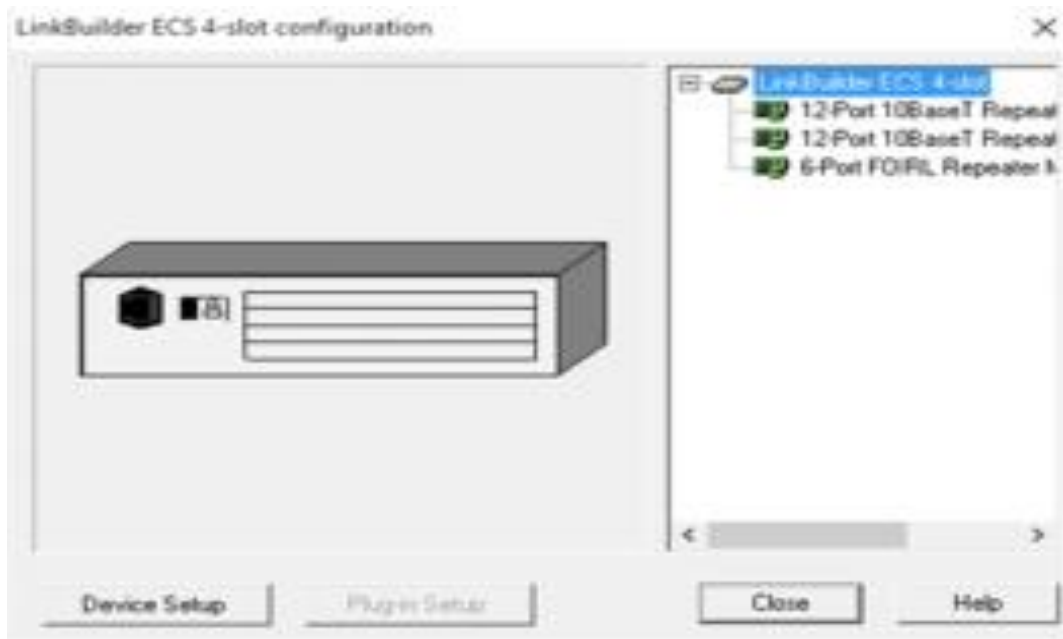 LinkBuilder ECS 4-slot configuration
LinkBuilder ECS 4-slot
12-Port 10BaseT Repeat
12-Port 10BaseT Repeat
6-Port FOIRL Repeater M
Device Setup
Plug-in Setup
Close
Help